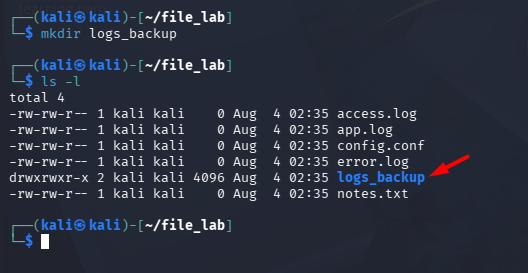 ┌──(kali㉿kali)-[~/file_lab]
└─$ mkdir logs_backup
┌──(kali㉿kali)-[~/file_lab]
└─$ ls -l
total 4
-rw-rw-r-- 1 kali kali    0 Aug  4 02:35 access.log
-rw-rw-r-- 1 kali kali    0 Aug  4 02:35 app.log
-rw-rw-r-- 1 kali kali    0 Aug  4 02:35 config.conf
-rw-rw-r-- 1 kali kali    0 Aug  4 02:35 error.log
drwxrwxr-x 2 kali kali 4096 Aug  4 02:35 logs_backup
-rw-rw-r-- 1 kali kali    0 Aug  4 02:35 notes.txt
┌──(kali㉿kali)-[~/file_lab]
└─$